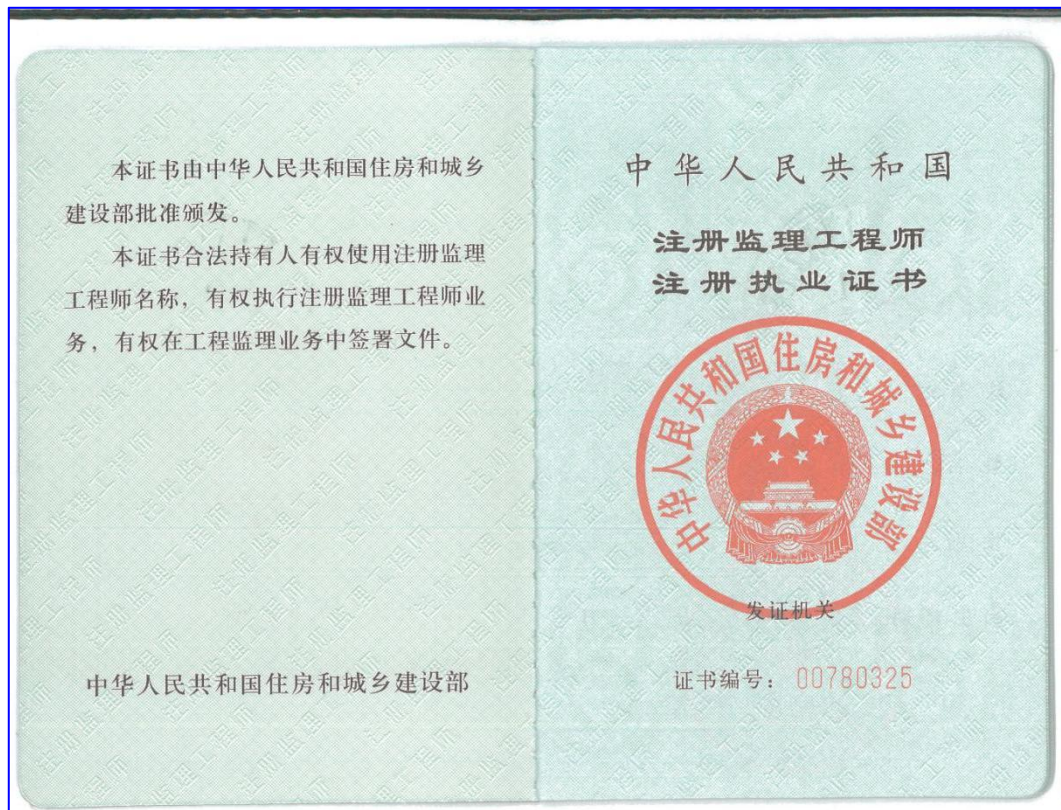 本证书由中华人民共和国住房和城乡
建设部批准颁发。
本证书合法持有人有权使用注册监理
工程师名称，有权执行注册监理工程师业
务，有权在工程监理业务中签署文件。
中华人民共和国住房和城乡建设部
中华人民共和国
注册监理工程师
注册执业证书
中华人民共和国住房和城乡建设部
发证机关
证书编号：00780325